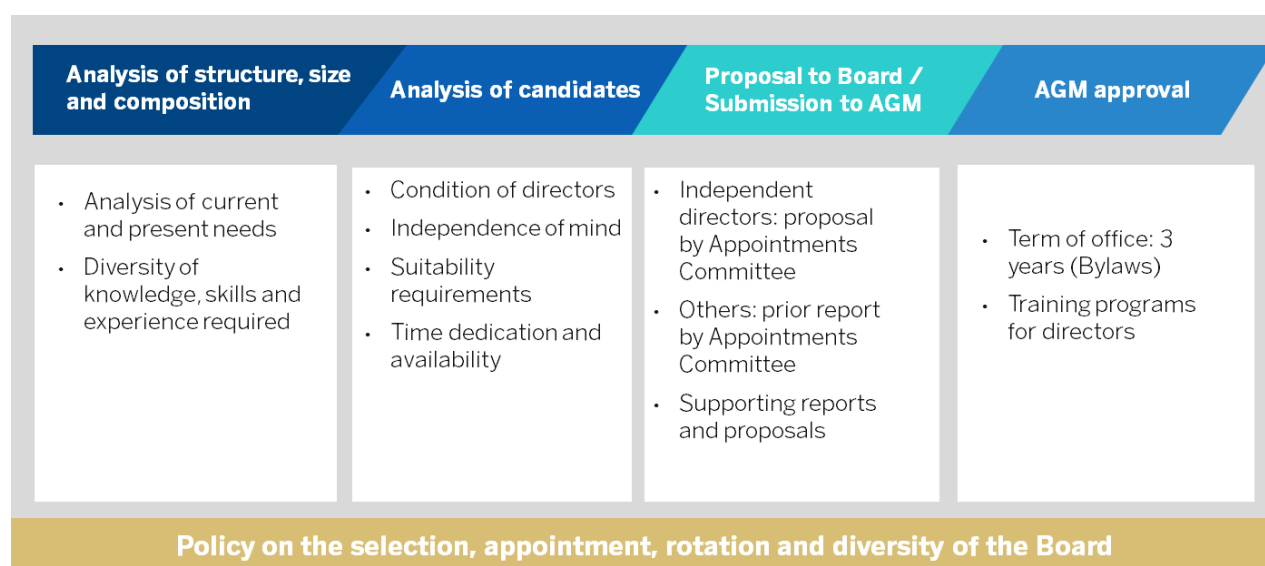 Analysis of structure, size
and composition
Analysis of candidates
Proposal to Board /
Submission to AGM
AGM approval
• Analysis of current
and present needs
• Diversity of
knowledge, skills and
experience required
• Condition of directors
• Independence of mind
• Suitability
requirements
• Time dedication and
availability
• Independent
directors: proposal
by Appointments
Committee
• Others: prior report
by Appointments
Committee
• Supporting reports
and proposals
• Term of office: 3
years (Bylaws)
• Training programs
for directors
Policy on the selection, appointment, rotation and diversity of the Board